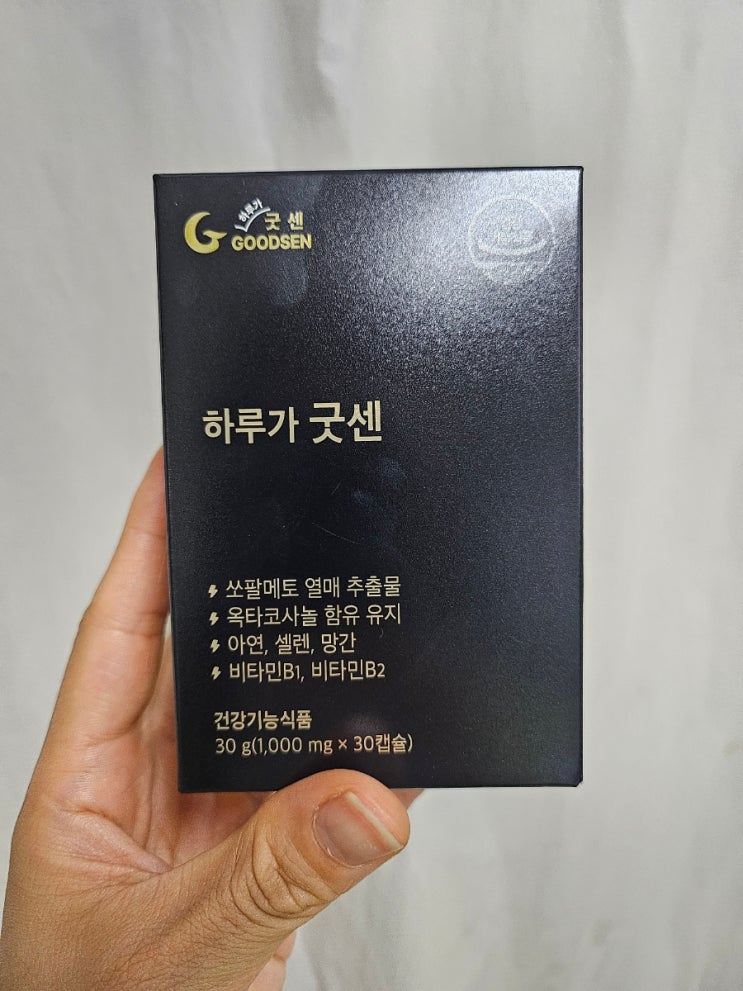 하루가
굿센
GOODSEN
하루가 굿센
쏘팔메토 열매 추출물
옥타코사놀 함유 유지
아연, 셀렌, 망간
비타민B1, 비타민B2
건강기능식품
30 g(1,000 mg × 30캡슐)